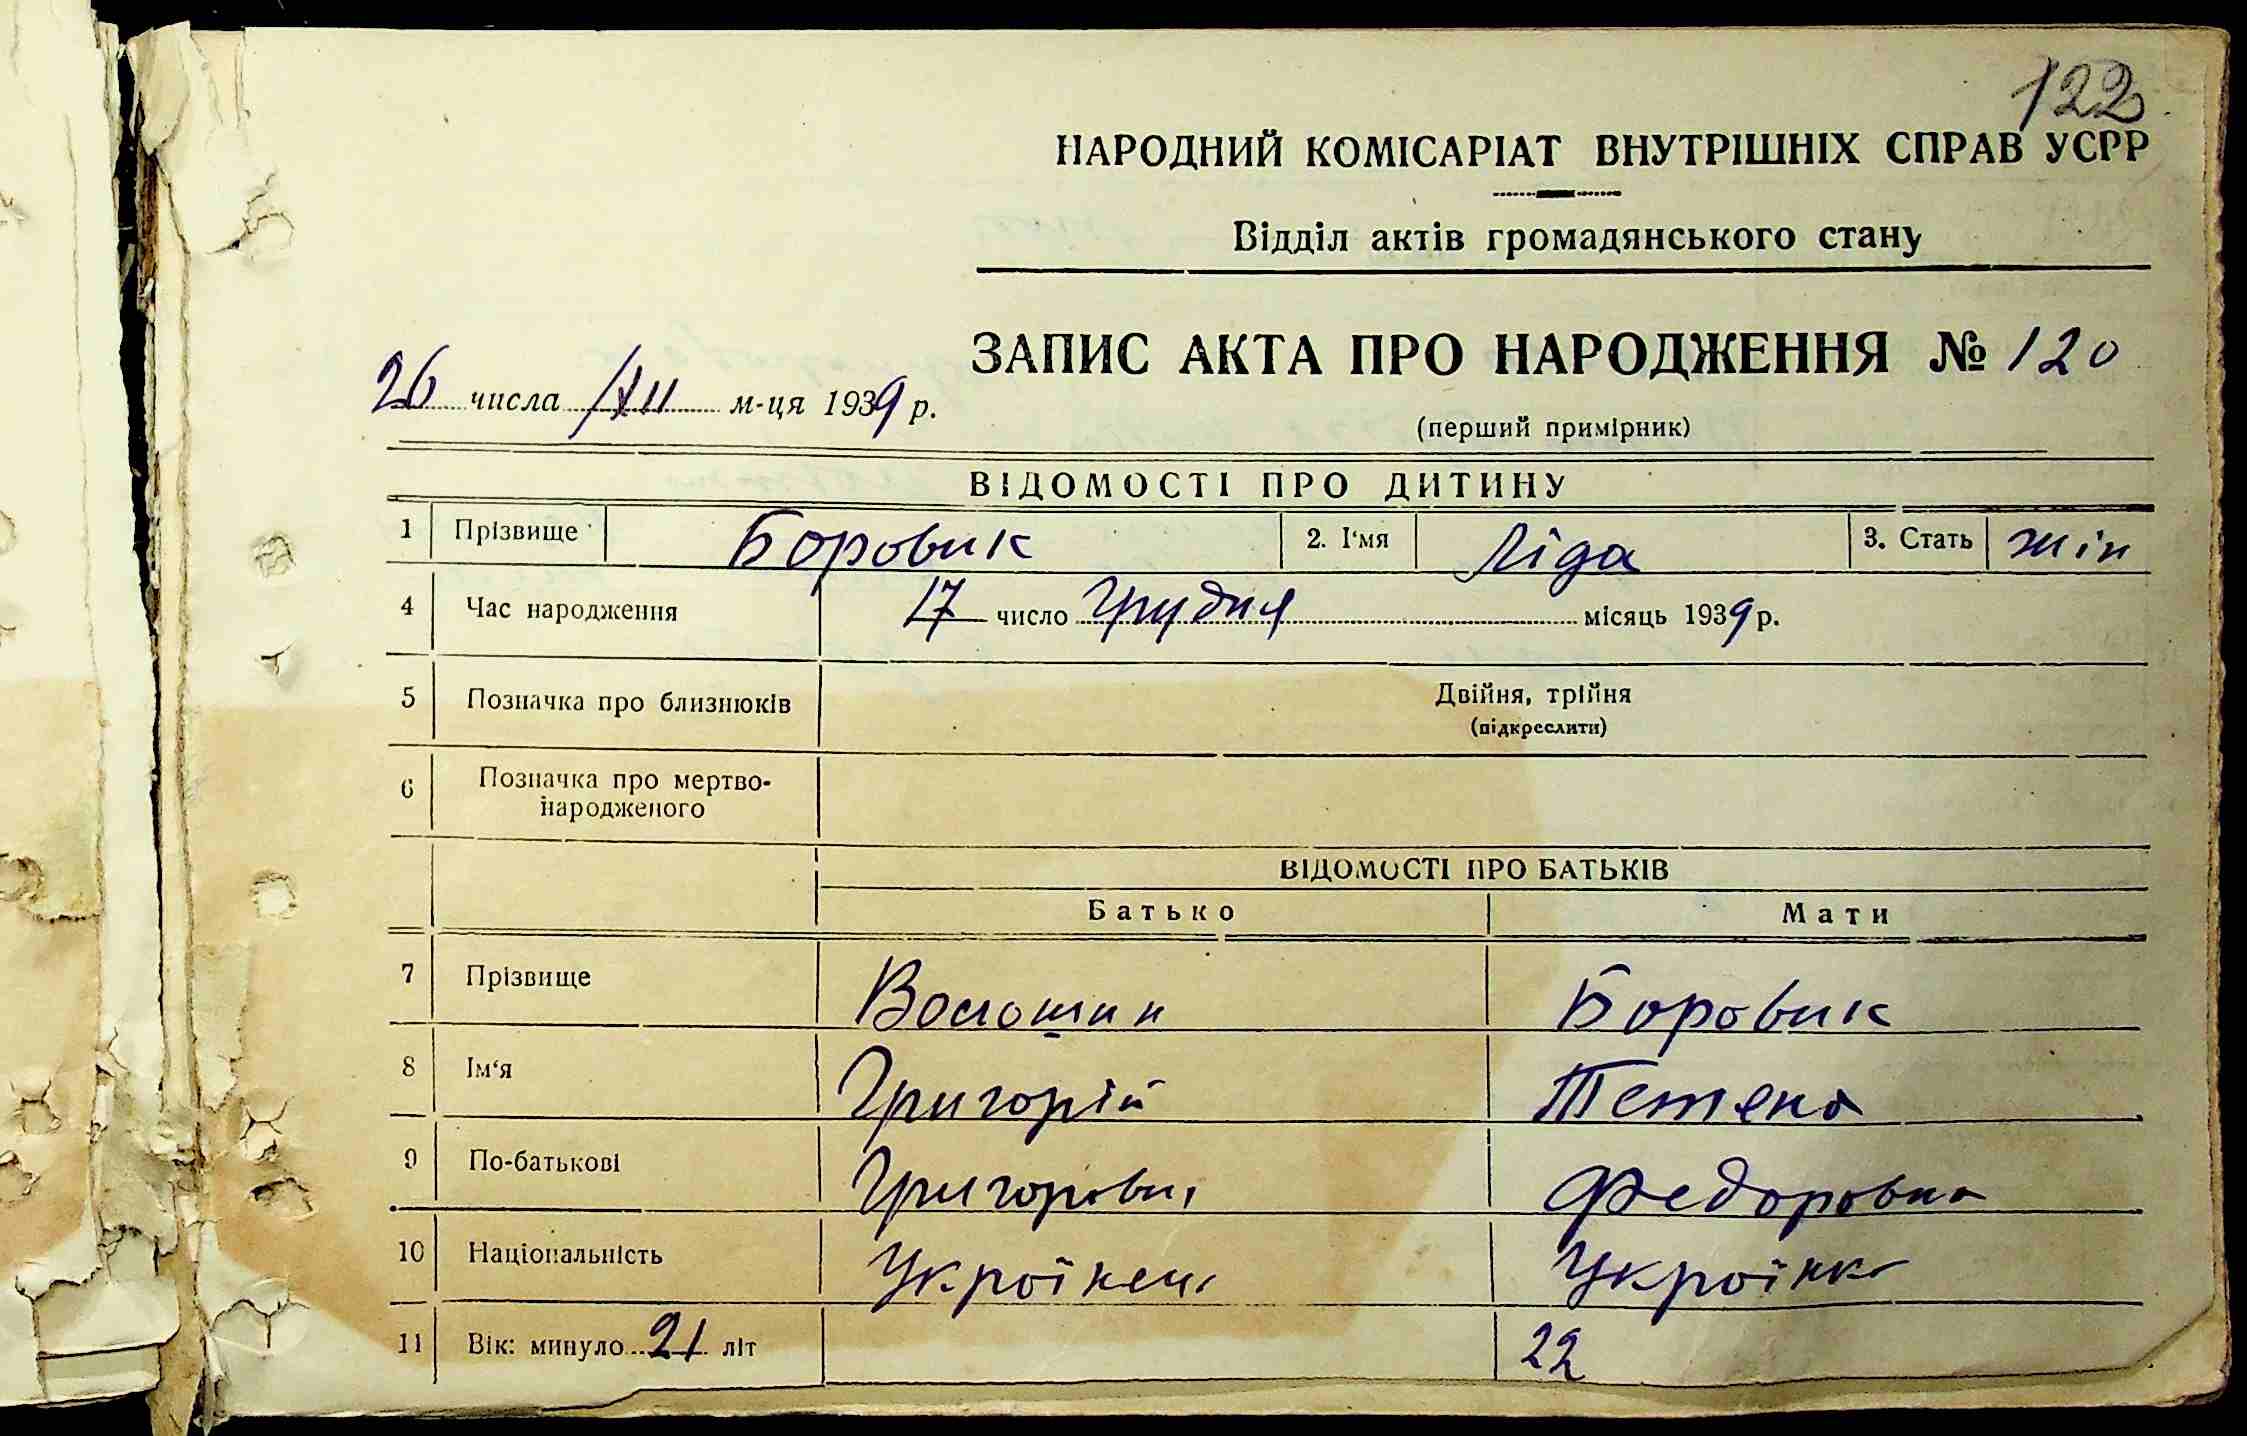 122
НАРОДНИЙ КОМІСАРІАТ ВНУТРІШНІХ СПРАВ УСРР
Відділ актів громадянського стану
ЗАПИС АКТА ПРО НАРОДЖЕННЯ № 120
26 числа /XII м-ця 1939 р.
(перший примірник)
ВІДОМОСТІ ПРО ДИТИНУ
1 Прізвище Боровик 2. І'мя Ліда 3. Стать жін
4 Час народження 17 число Грудня місяць 1939 р.
5 Позначка про близнюків Двійня, трійня
(підкреслити)
6 Позначка про мертво-
народженого
ВІДОМОСТІ ПРО БАТЬКІВ
Батько Мати
7 Прізвище Волошин Боровик
8 Ім'я Григорій Тетяна
9 По-батькові Григорович Федоровна
10 Національність Українець Українка
11 Вік: минуло 21 літ 22